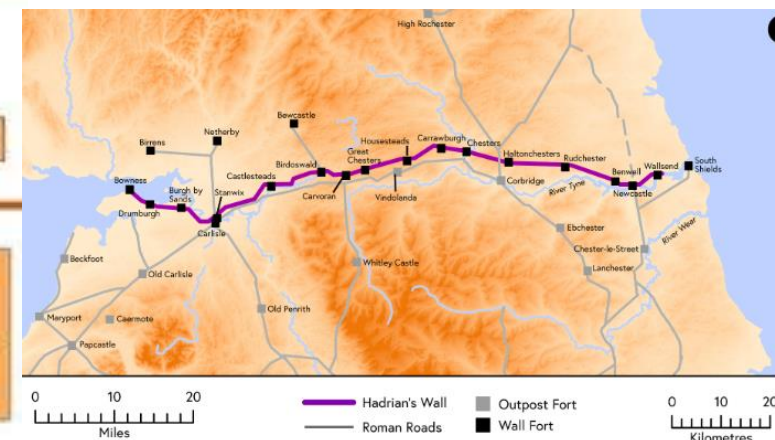 High Rochester
Bewcastle
Netherby
Birrens
Carrawburgh
Housesteads
Chesters
Great
Chesters
Haltonchesters
Rudchester
Birdoswald
Castlesteads
Benwall
Wallsend
South
Shields
Bowness
Burgh by
Sands
Stanwix
Carvoran
Vindolanda
Corbridge
River Tyne
Newcastle
Drumburgh
Carlisle
Ebchester
Chester-le-Street
River Wear
Beckfoot
Old Carlisle
Whitley Castle
Lanchester
Maryport
Caermote
Old Penrith
Papcastle
0 10 20
Miles
Hadrian's Wall
Roman Roads
Outpost Fort
Wall Fort
0 10 20
Kilometres